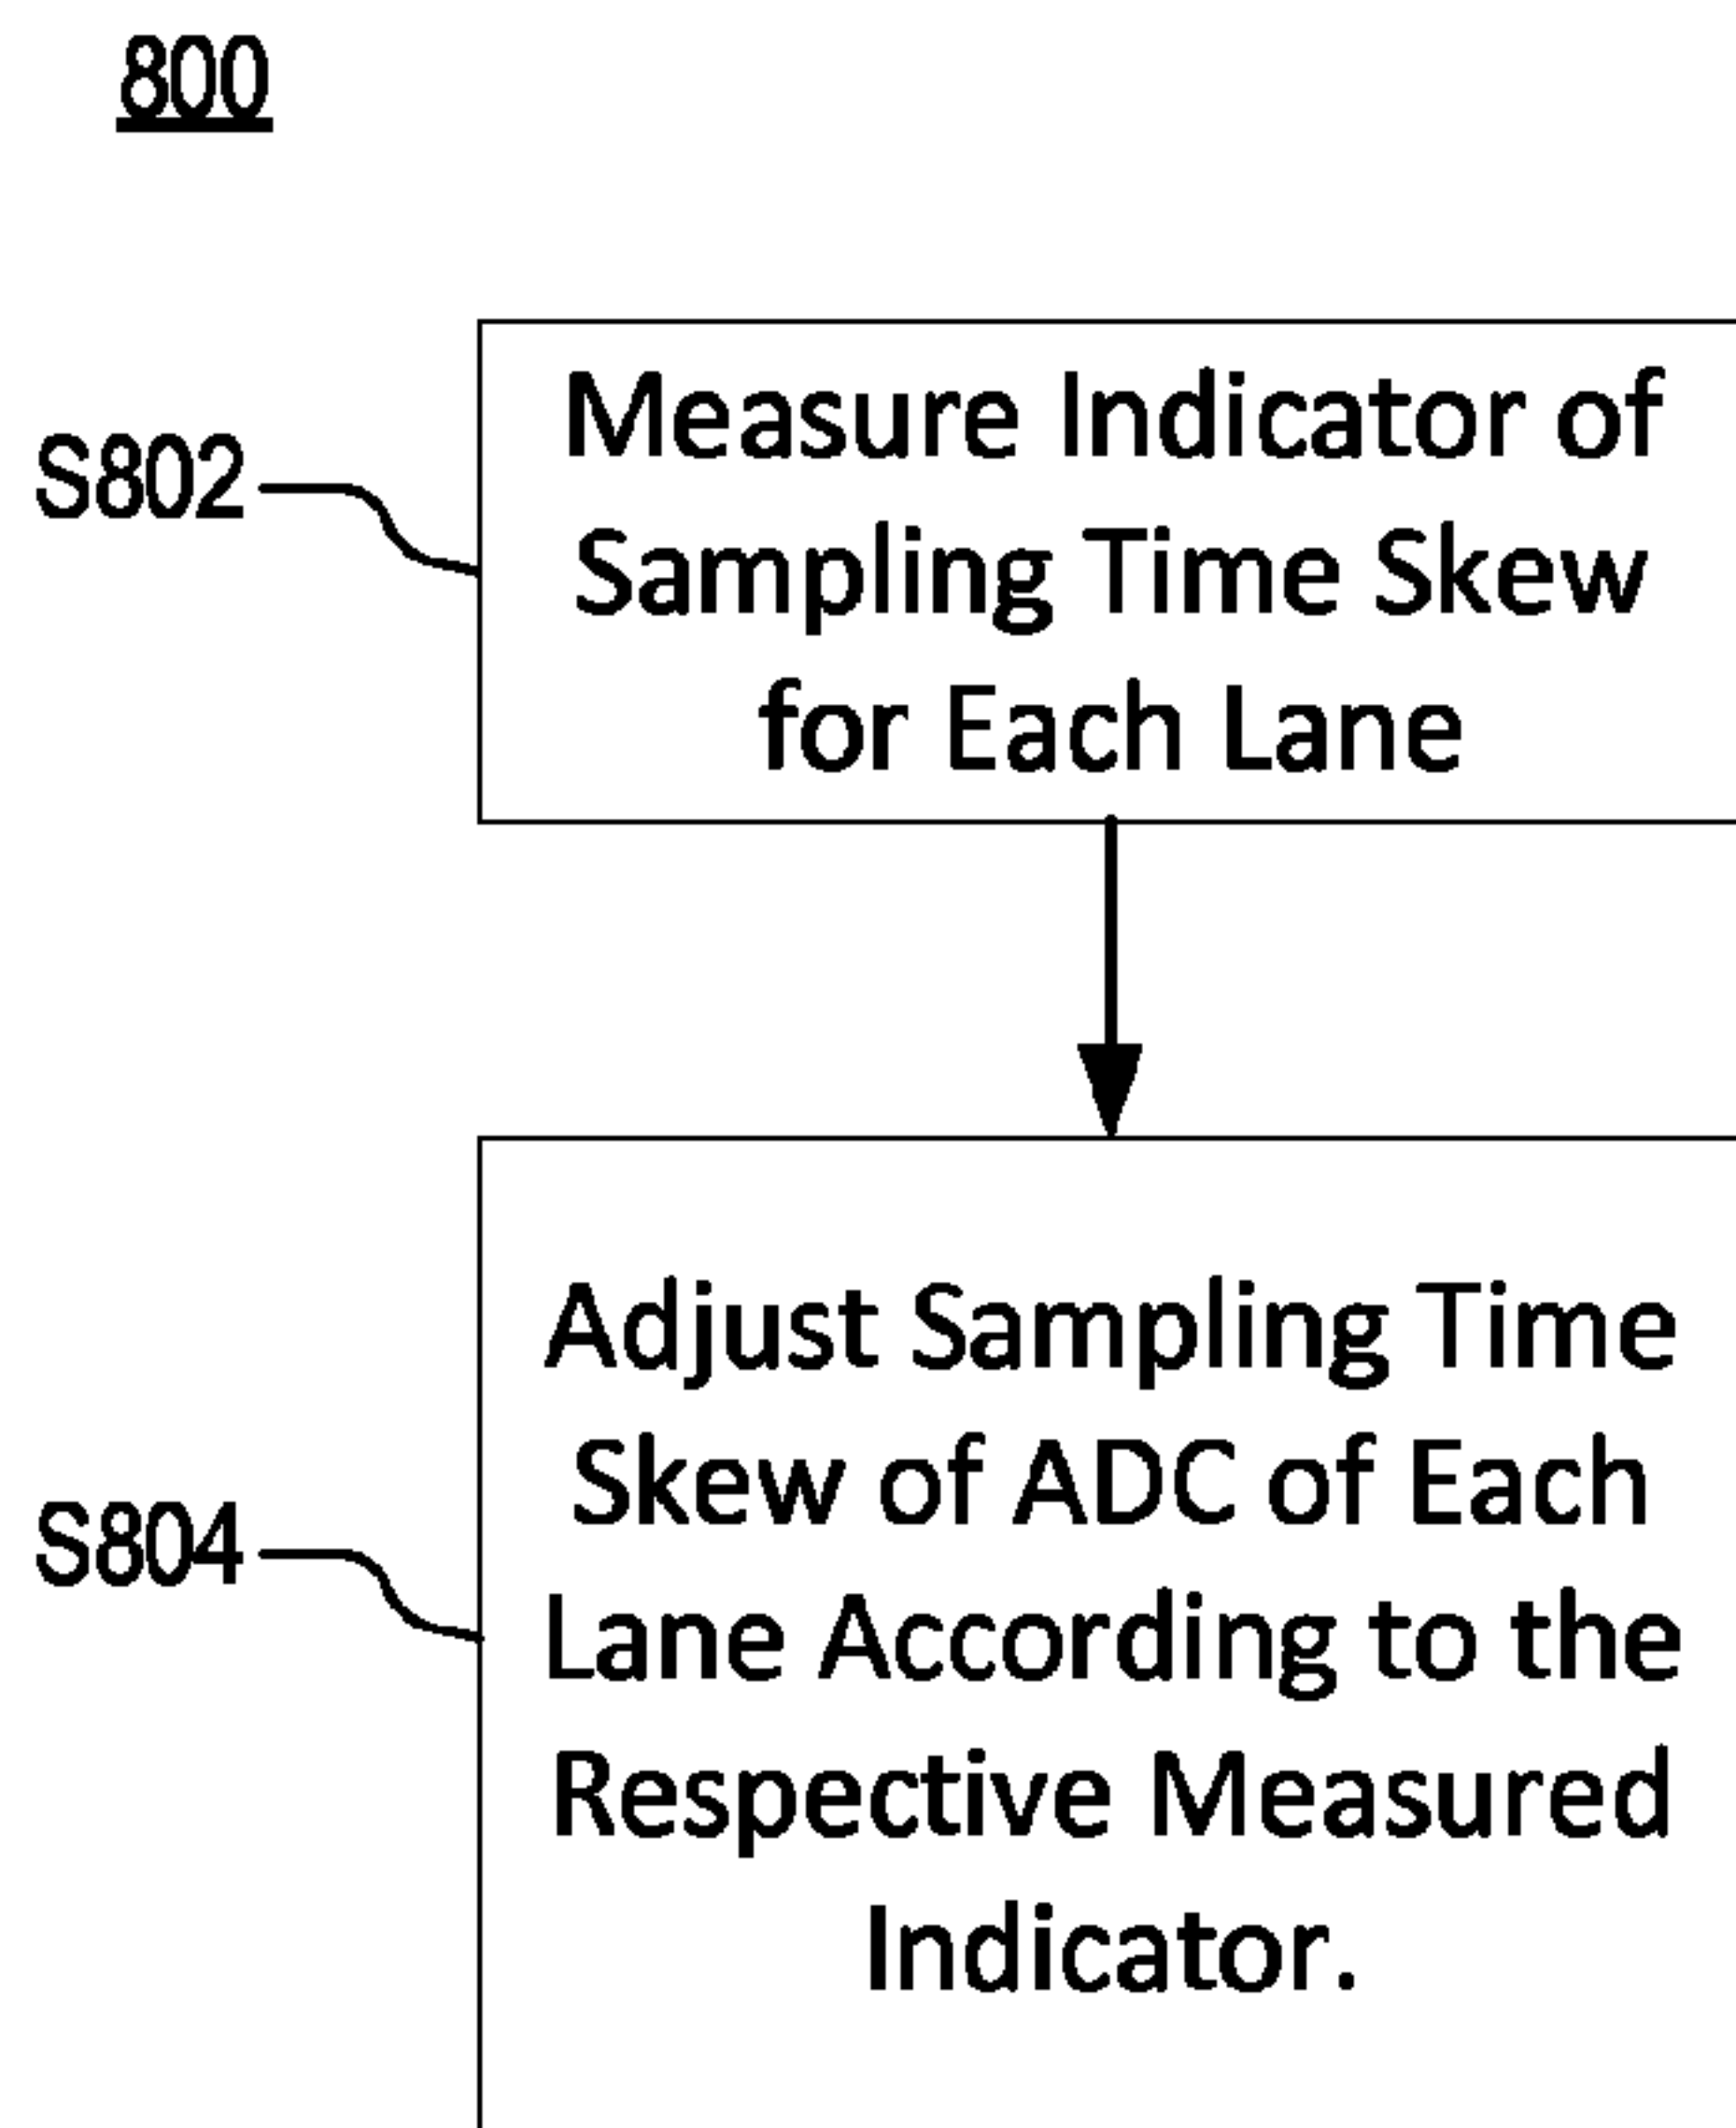 800
S802
Measure Indicator of
Sampling Time Skew
for Each Lane
S804
Adjust Sampling Time
Skew of ADC of Each
Lane According to the
Respective Measured
Indicator.